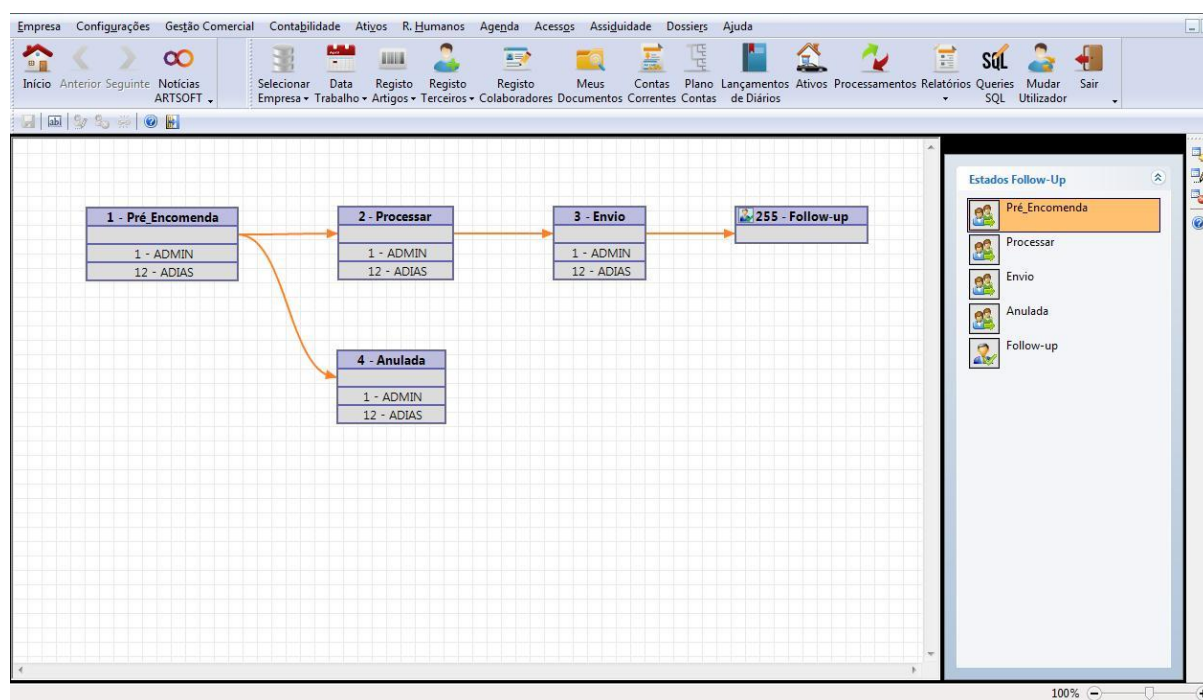 Empresa Configurações Gestão Comercial Contabilidade Ativos R. Humanos Agenda Acessos Assiduidade Dossiers Ajuda
Início Anterior Seguinte Notícias ARTSOFT
Selecionar Empresa Data Trabalho Registo Artigos Registo Terceiros Registo Colaboradores Meus Documentos Contas Correntes Plano Contas Lançamentos de Diários Ativos Processamentos Relatórios SQL Queries SQL Mudar Utilizador Sair
ab
1 - Pré_Encomenda
1 - ADMIN
12 - ADIAS
2 - Processar
1 - ADMIN
12 - ADIAS
3 - Envio
1 - ADMIN
12 - ADIAS
255 - Follow-up
4 - Anulada
1 - ADMIN
12 - ADIAS
Estados Follow-Up
Pré_Encomenda
Processar
Envio
Anulada
Follow-up
100%